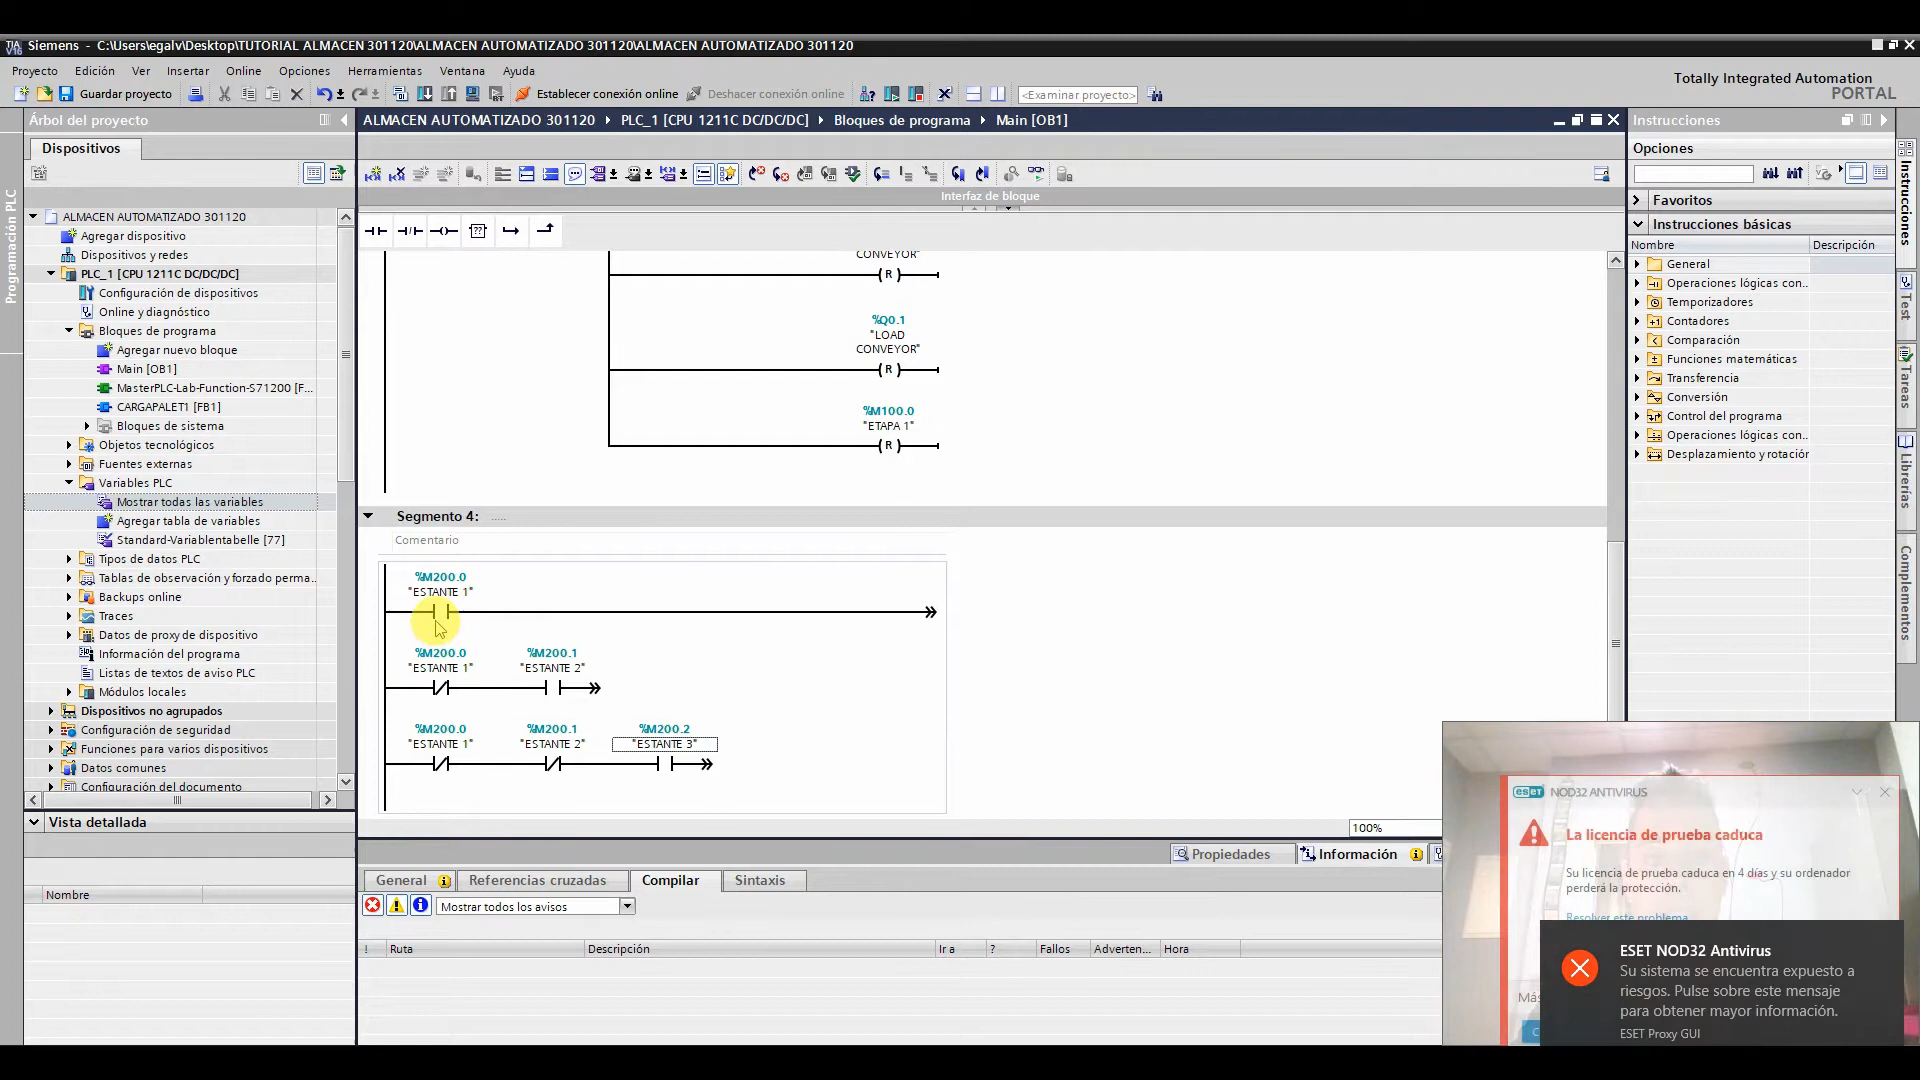 Siemens - C:\Users\egalv\Desktop\TUTORIAL ALMACEN 301120\ALMACEN AUTOMATIZADO 301120\ALMACEN AUTOMATIZADO 301120
Proyecto Edición Ver Insertar Online Opciones Herramientas Ventana Ayuda
Totally Integrated Automation
PORTAL
Guardar proyecto
Establecer conexión online
Deshacer conexión online
<Examinar proyecto>
Árbol del proyecto
ALMACEN AUTOMATIZADO 301120 PLC_1 [CPU 1211C DC/DC/DC] Bloques de programa Main [OB1]
Instrucciones
Dispositivos
Opciones
Programación PLC
Interfaz de bloque
ALMACEN AUTOMATIZADO 301120
Agregar dispositivo
Dispositivos y redes
PLC_1 [CPU 1211C DC/DC/DC]
Configuración de dispositivos
Online y diagnóstico
Bloques de programa
Agregar nuevo bloque
Main [OB1]
MasterPLC-Lab-Function-S71200 [F...
CARGAPALET1 [FB1]
Bloques de sistema
Objetos tecnológicos
Fuentes externas
Variables PLC
Mostrar todas las variables
Agregar tabla de variables
Standard-Variablentabelle [77]
Tipos de datos PLC
Tablas de observación y forzado perma..
Backups online
Traces
Datos de proxy de dispositivo
Información del programa
Listas de textos de aviso PLC
Módulos locales
Dispositivos no agrupados
Configuración de seguridad
Funciones para varios dispositivos
Datos comunes
Configuración del documento
Vista detallada
Nombre
CONVEYOR"
R
%Q0.1
"LOAD
CONVEYOR"
R
%M100.0
"ETAPA 1"
R
Segmento 4: .....
Comentario
%M200.0
"ESTANTE 1"
%M200.0 %M200.1
"ESTANTE 1" "ESTANTE 2"
%M200.0 %M200.1 %M200.2
"ESTANTE 1" "ESTANTE 2" "ESTANTE 3"
100%
Propiedades Información
General Referencias cruzadas Compilar Sintaxis
Mostrar todos los avisos
! Ruta Descripción Ir a ? Fallos Adverten... Hora
Favoritos
Instrucciones básicas
Nombre Descripción
General
Operaciones lógicas con..
Temporizadores
Contadores
Comparación
Funciones matemáticas
Transferencia
Conversión
Control del programa
Operaciones lógicas con..
Desplazamiento y rotación
Instrucciones
Test
Tareas
Librerías
Complementos
eset NOD32 ANTIVIRUS
La licencia de prueba caduca
Su licencia de prueba caduca en 4 días y su ordenador
perderá la protección.
Resolver este problema
Más
ESET NOD32 Antivirus
Su sistema se encuentra expuesto a
riesgos. Pulse sobre este mensaje
para obtener mayor información.
ESET Proxy GUI